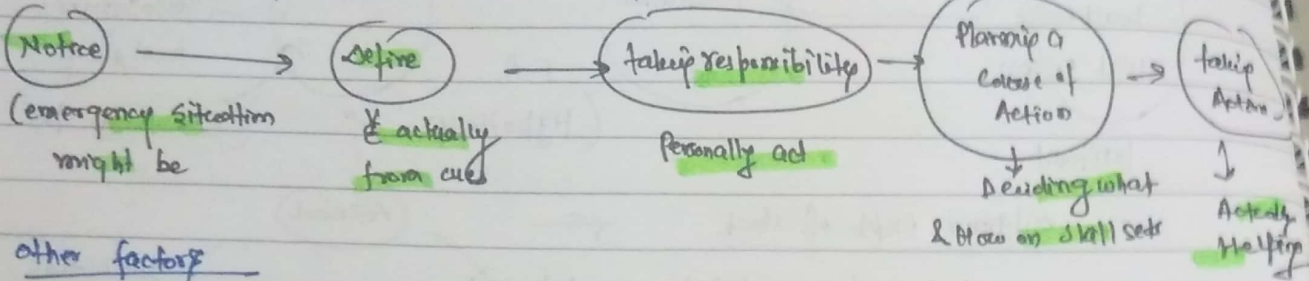 Notice → Define → taking responsibility → Planning a Course of Action → taking Action
(emergency situation might be
& actually from cues
Personally act
Deciding what & How on skill sets
Actually Helping
other factors